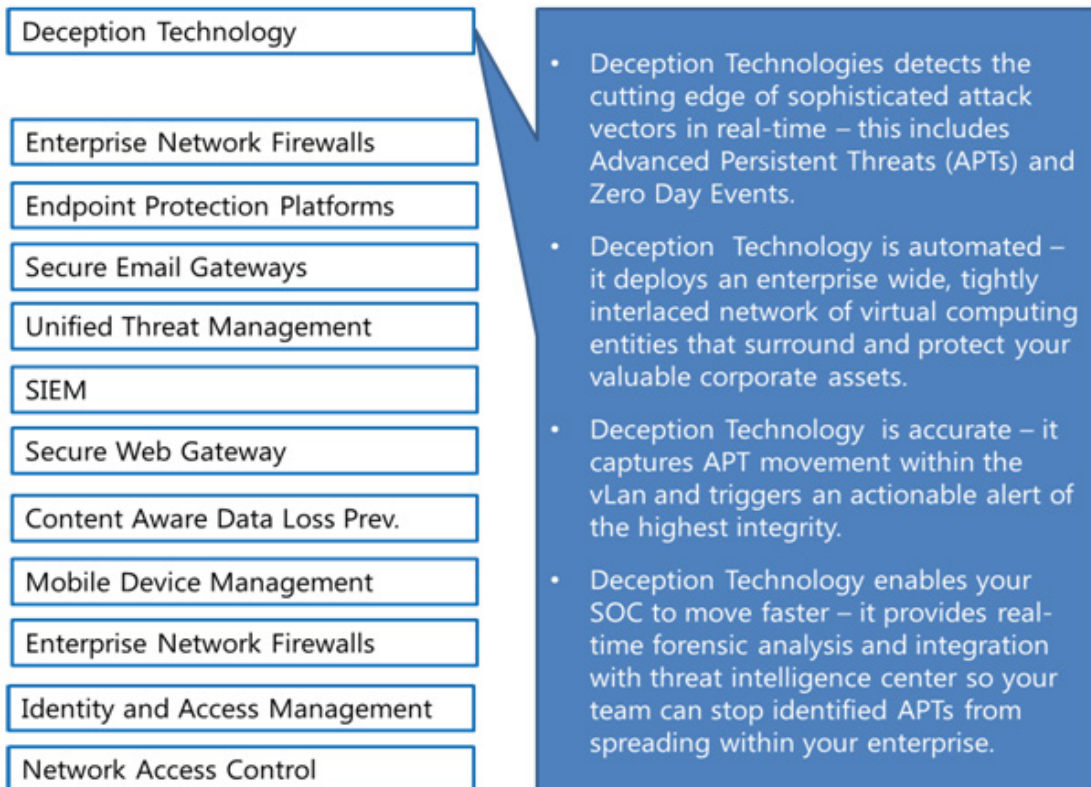 Deception Technology
Enterprise Network Firewalls
Endpoint Protection Platforms
Secure Email Gateways
Unified Threat Management
SIEM
Secure Web Gateway
Content Aware Data Loss Prev.
Mobile Device Management
Enterprise Network Firewalls
Identity and Access Management
Network Access Control
• Deception Technologies detects the
cutting edge of sophisticated attack
vectors in real-time – this includes
Advanced Persistent Threats (APTs) and
Zero Day Events.
• Deception Technology is automated –
it deploys an enterprise wide, tightly
interlaced network of virtual computing
entities that surround and protect your
valuable corporate assets.
• Deception Technology is accurate – it
captures APT movement within the
vLan and triggers an actionable alert of
the highest integrity.
• Deception Technology enables your
SOC to move faster – it provides real-
time forensic analysis and integration
with threat intelligence center so your
team can stop identified APTs from
spreading within your enterprise.